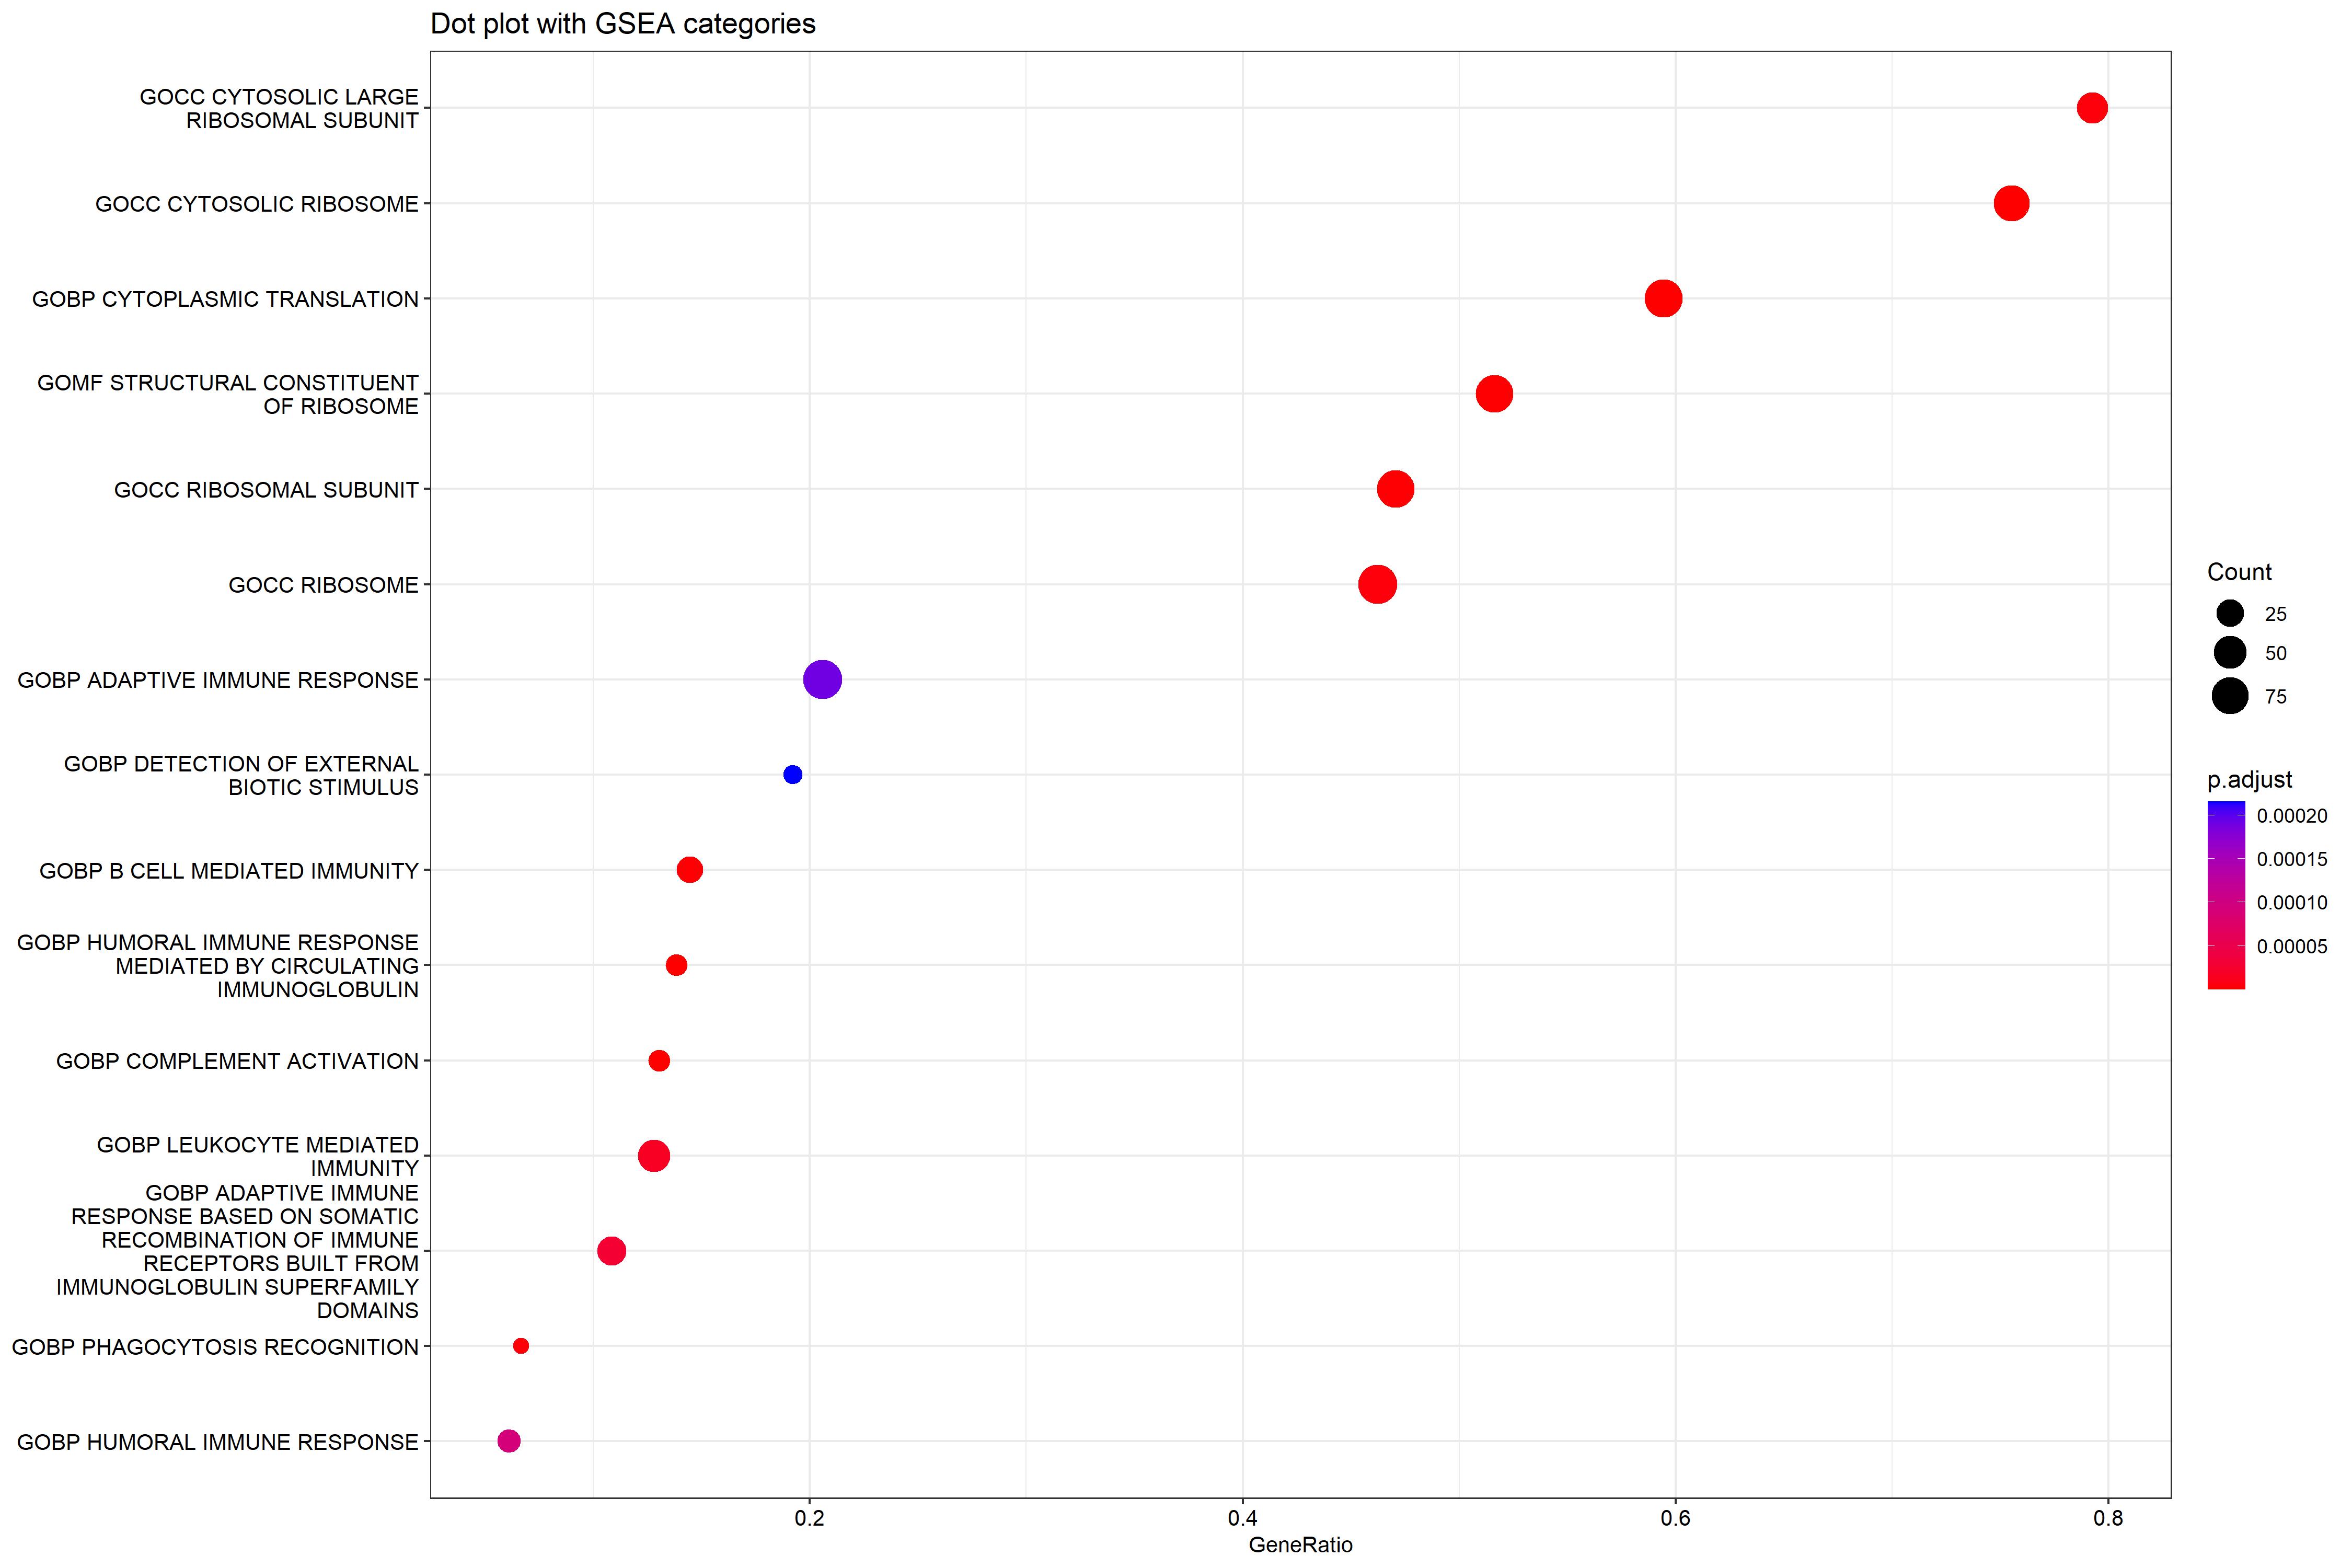 Dot plot with GSEA categories
GOCC CYTOSOLIC LARGE
RIBOSOMAL SUBUNIT
GOCC CYTOSOLIC RIBOSOME
GOBP CYTOPLASMIC TRANSLATION
GOMF STRUCTURAL CONSTITUENT
OF RIBOSOME
GOCC RIBOSOMAL SUBUNIT
GOCC RIBOSOME
GOBP ADAPTIVE IMMUNE RESPONSE
GOBP DETECTION OF EXTERNAL
BIOTIC STIMULUS
GOBP B CELL MEDIATED IMMUNITY
GOBP HUMORAL IMMUNE RESPONSE
MEDIATED BY CIRCULATING
IMMUNOGLOBULIN
GOBP COMPLEMENT ACTIVATION
GOBP LEUKOCYTE MEDIATED
IMMUNITY
GOBP ADAPTIVE IMMUNE
RESPONSE BASED ON SOMATIC
RECOMBINATION OF IMMUNE
RECEPTORS BUILT FROM
IMMUNOGLOBULIN SUPERFAMILY
DOMAINS
GOBP PHAGOCYTOSIS RECOGNITION
GOBP HUMORAL IMMUNE RESPONSE
0.2 0.4 0.6 0.8
GeneRatio
Count
25
50
75
p.adjust
0.00020
0.00015
0.00010
0.00005